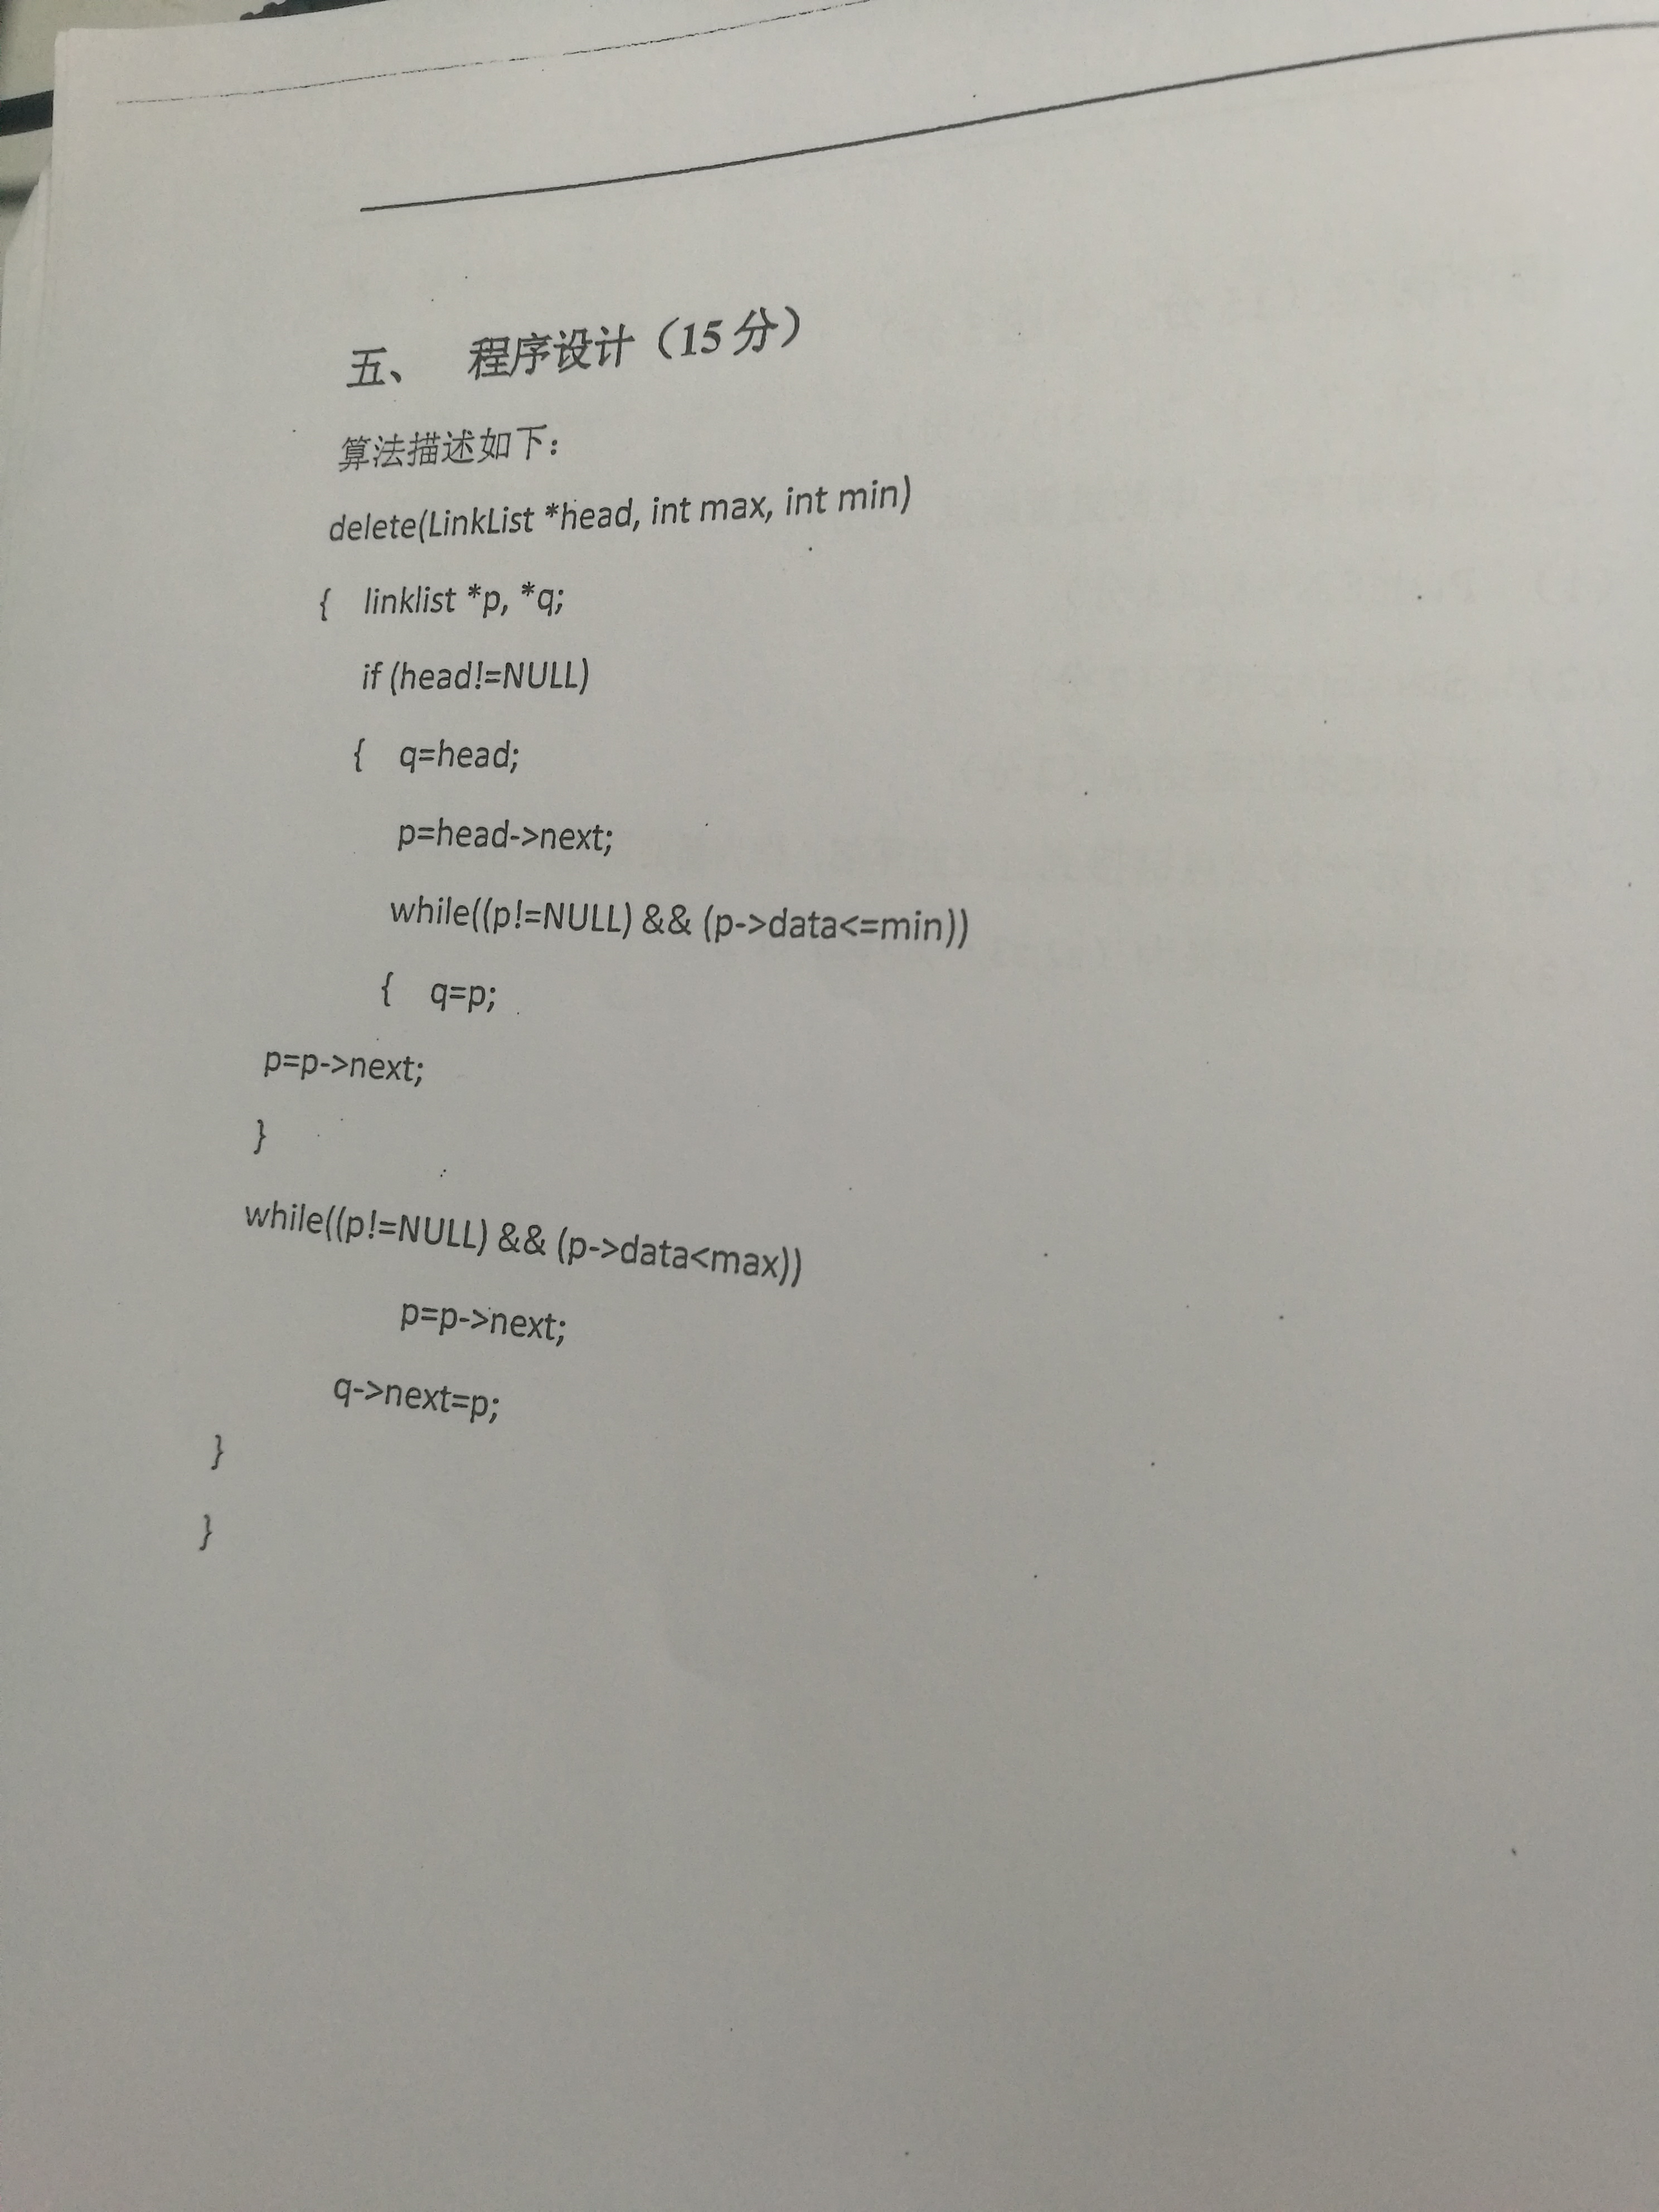 五、 程序设计（15 分）
算法描述如下：
delete(LinkList *head, int max, int min)
{ linklist *p, *q;
if (head!=NULL)
{ q=head;
p=head->next;
while((p!=NULL) && (p->data<=min))
{ q=p;
p=p->next;
}
while((p!=NULL) && (p->data<max))
p=p->next;
q->next=p;
}
}